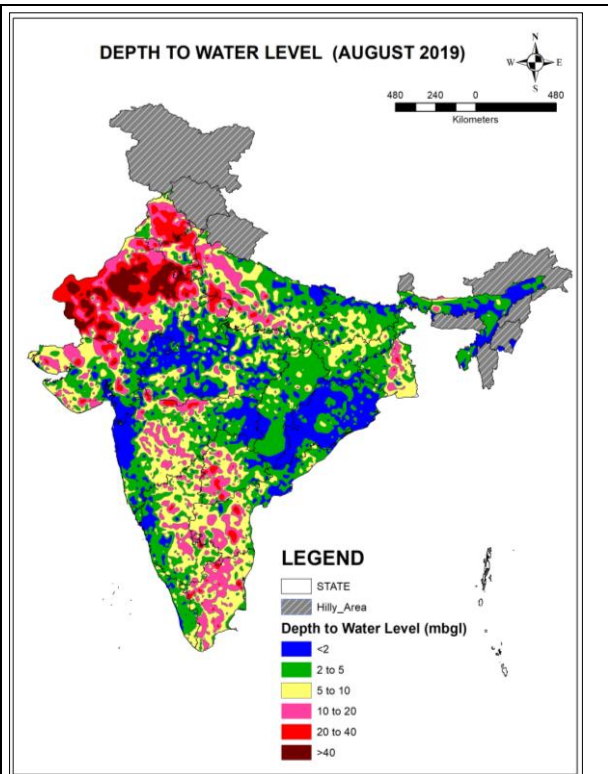 DEPTH TO WATER LEVEL (AUGUST 2019)
N
W E
S
480 240 0 480
Kilometers
LEGEND
STATE
Hilly_Area
Depth to Water Level (mbgl)
<2
2 to 5
5 to 10
10 to 20
20 to 40
>40